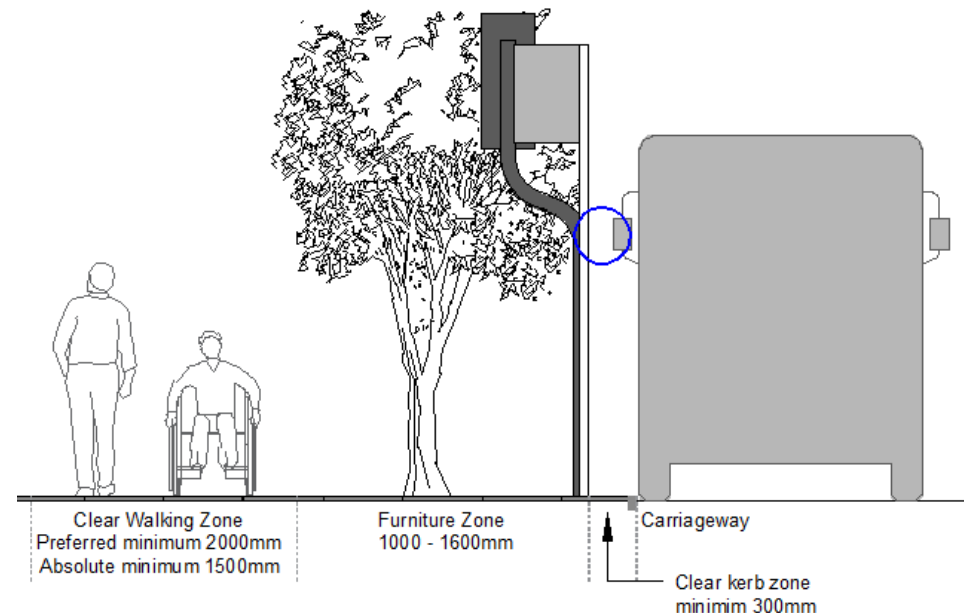 Clear Walking Zone
Preferred minimum 2000mm
Absolute minimum 1500mm
Furniture Zone
1000 - 1600mm
Carriageway
Clear kerb zone
minimim 300mm